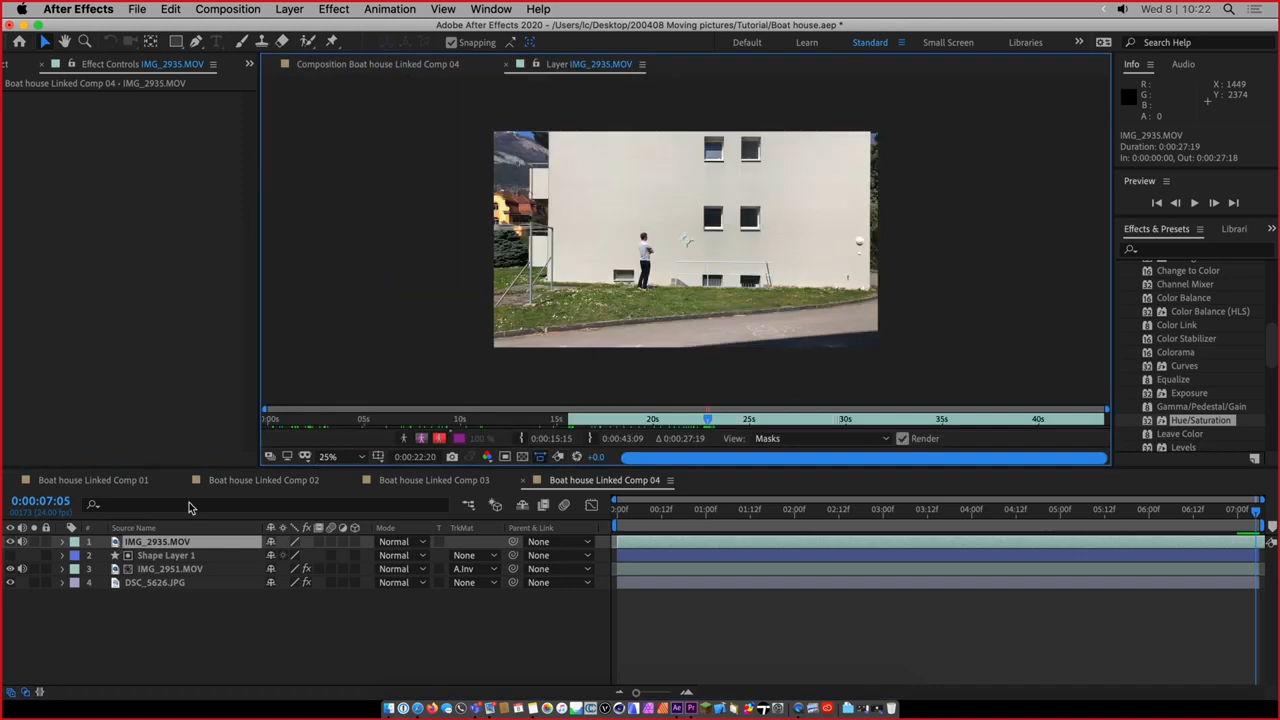 After Effects File Edit Composition Layer Effect Animation View Window Help Wed 8 | 10:22
Adobe After Effects 2020 - /Users/lc/Desktop/200408 Moving pictures/Tutorial/Boat house.aep *
Snapping Default Learn Standard Small Screen Libraries Search Help
Effect Controls IMG_2935.MOV Composition Boat house Linked Comp 04 Layer IMG_2935.MOV Info Audio
Boat house Linked Comp 04 • IMG_2935.MOV
R: X: 1449
G: Y: 2374
B:
A: 0
IMG_2935.MOV
Duration: 0:00:27:19
In: 0:00:00:00, Out: 0:00:27:18
Preview
Effects & Presets Librari
Change to Color
Channel Mixer
Color Balance
Color Balance (HLS)
Color Link
Color Stabilizer
Colorama
Curves
Equalize
Exposure
Gamma/Pedestal/Gain
Hue/Saturation
Leave Color
Levels
:00s 05s 10s 15s 20s 25s 30s 35s 40s
100 % 0:00:15:15 0:00:43:09 Δ 0:00:27:19 View: Masks Render
25% 0:00:22:20 +0.0
Boat house Linked Comp 01 Boat house Linked Comp 02 Boat house Linked Comp 03 Boat house Linked Comp 04
0:00:07:05
00173 (24.00 fps)
:00f 00:12f 01:00f 01:12f 02:00f 02:12f 03:00f 03:12f 04:00f 04:12f 05:00f 05:12f 06:00f 06:12f 07:00f
# Source Name Mode T TrkMat Parent & Link
1 IMG_2935.MOV Normal None
2 Shape Layer 1 Normal None None
3 IMG_2951.MOV Normal A.Inv None
4 DSC_5626.JPG Normal None None